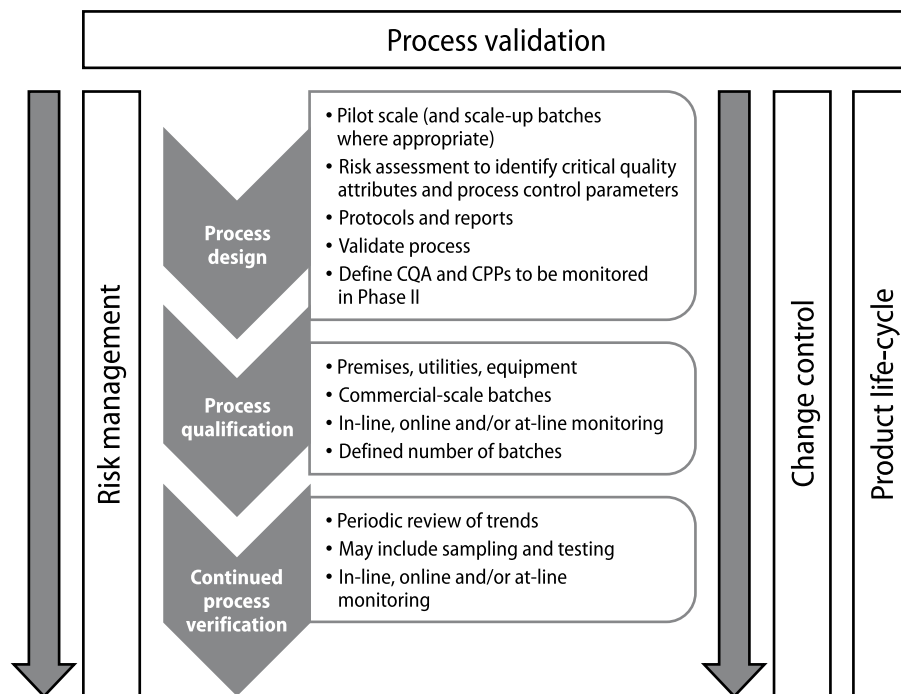 Process validation
Risk management
Process
design
• Pilot scale (and scale-up batches
where appropriate)
• Risk assessment to identify critical quality
attributes and process control parameters
• Protocols and reports
• Validate process
• Define CQA and CPPs to be monitored
in Phase II
Process
qualification
• Premises, utilities, equipment
• Commercial-scale batches
• In-line, online and/or at-line monitoring
• Defined number of batches
Continued
process
verification
• Periodic review of trends
• May include sampling and testing
• In-line, online and/or at-line
monitoring
Change control
Product life-cycle